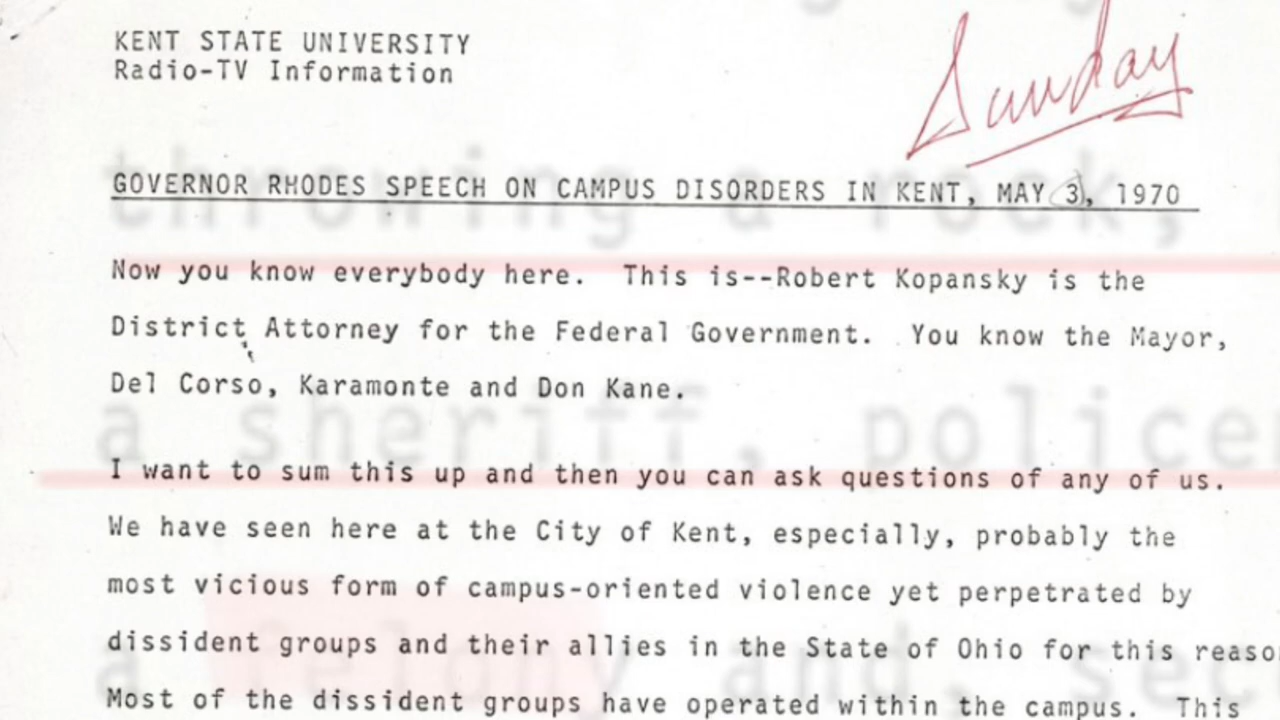 KENT STATE UNIVERSITY
Radio-TV Information
Sunday
GOVERNOR RHODES SPEECH ON CAMPUS DISORDERS IN KENT, MAY 3, 1970
Now you know everybody here. This is--Robert Kopansky is the
District Attorney for the Federal Government. You know the Mayor,
Del Corso, Karamonte and Don Kane.
I want to sum this up and then you can ask questions of any of us.
We have seen here at the City of Kent, especially, probably the
most vicious form of campus-oriented violence yet perpetrated by
dissident groups and their allies in the State of Ohio for this reaso
Most of the dissident groups have operated within the campus. This
throwing a rock,
a sheriff, police
a felony and, sec